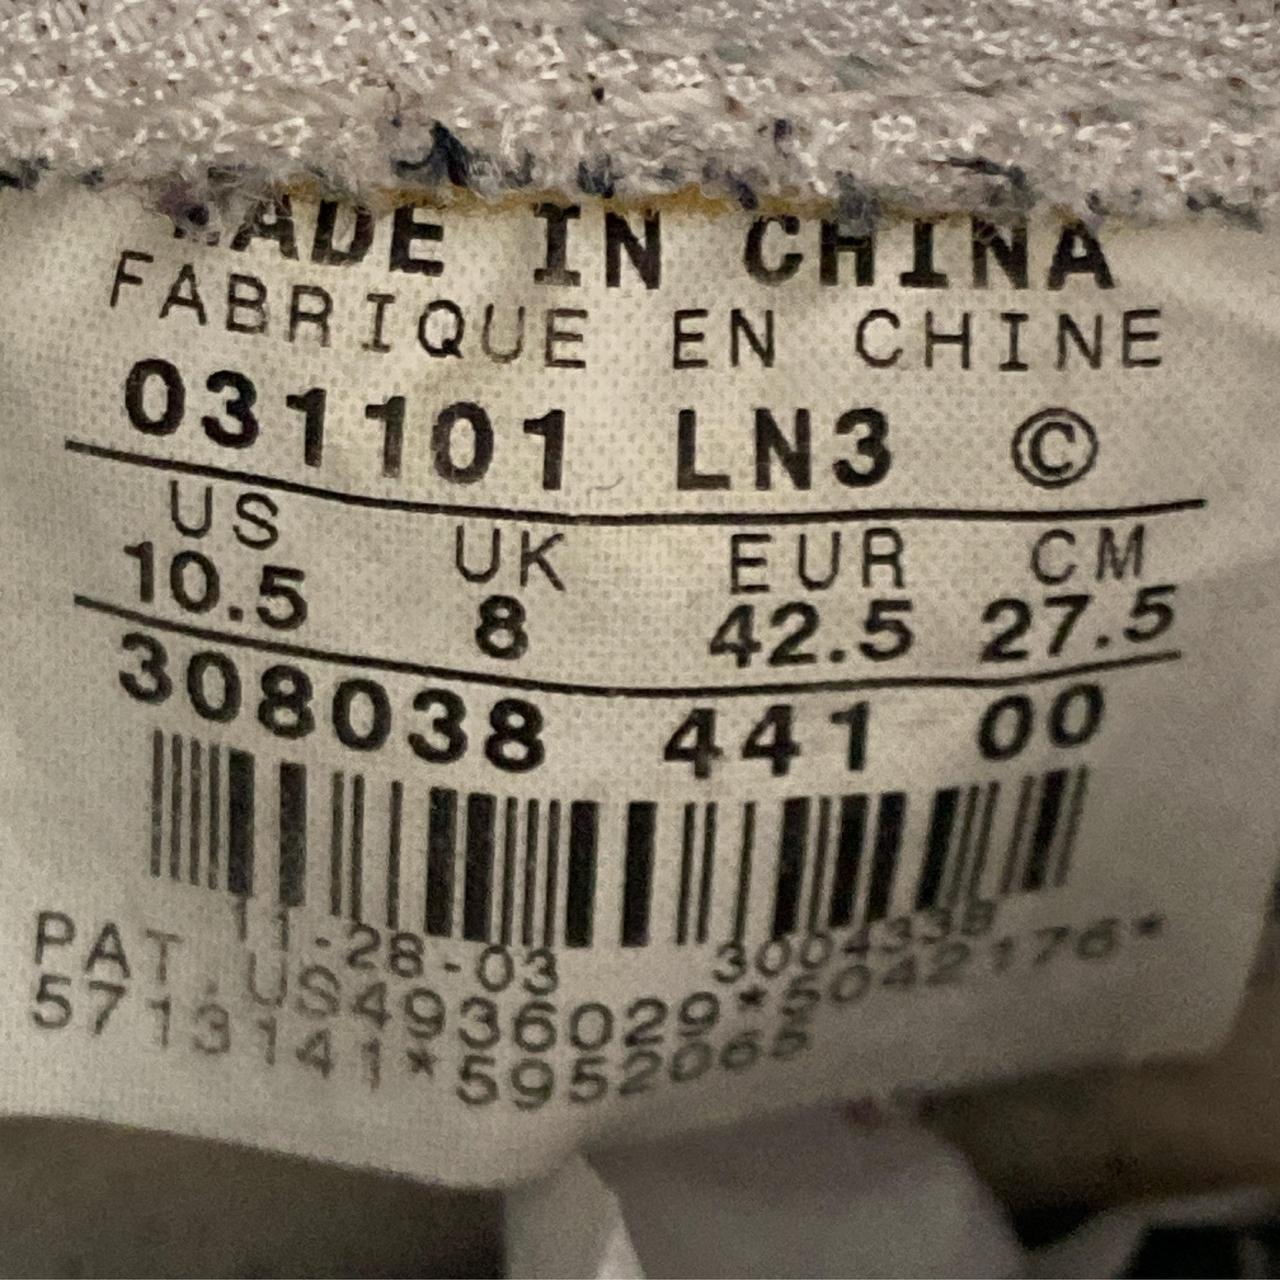 MADE IN CHINA
FABRIQUE EN CHINE
031101 LN3 ©
US UK EUR CM
10.5 8 42.5 27.5
308038 441 00
11-28-03 3004338
PAT.US4936029*5042176*
5713141*5952065